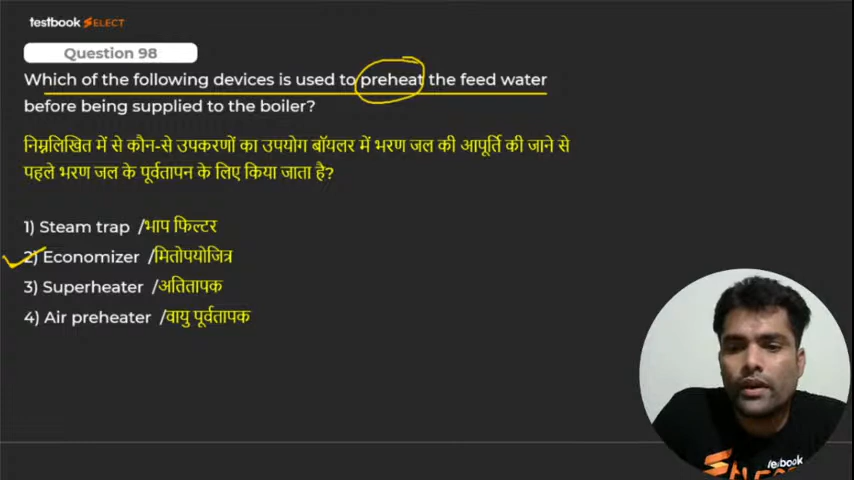 testbook SELECT
Question 98
Which of the following devices is used to preheat the feed water
before being supplied to the boiler?
निम्नलिखित में से कौन-से उपकरणों का उपयोग बॉयलर में भरण जल की आपूर्ति की जाने से
पहले भरण जल के पूर्वतापन के लिए किया जाता है?
1) Steam trap /भाप फिल्टर
2) Economizer /मितोपयोजित्र
3) Superheater /अतितापक
4) Air preheater /वायु पूर्वतापक
testbook